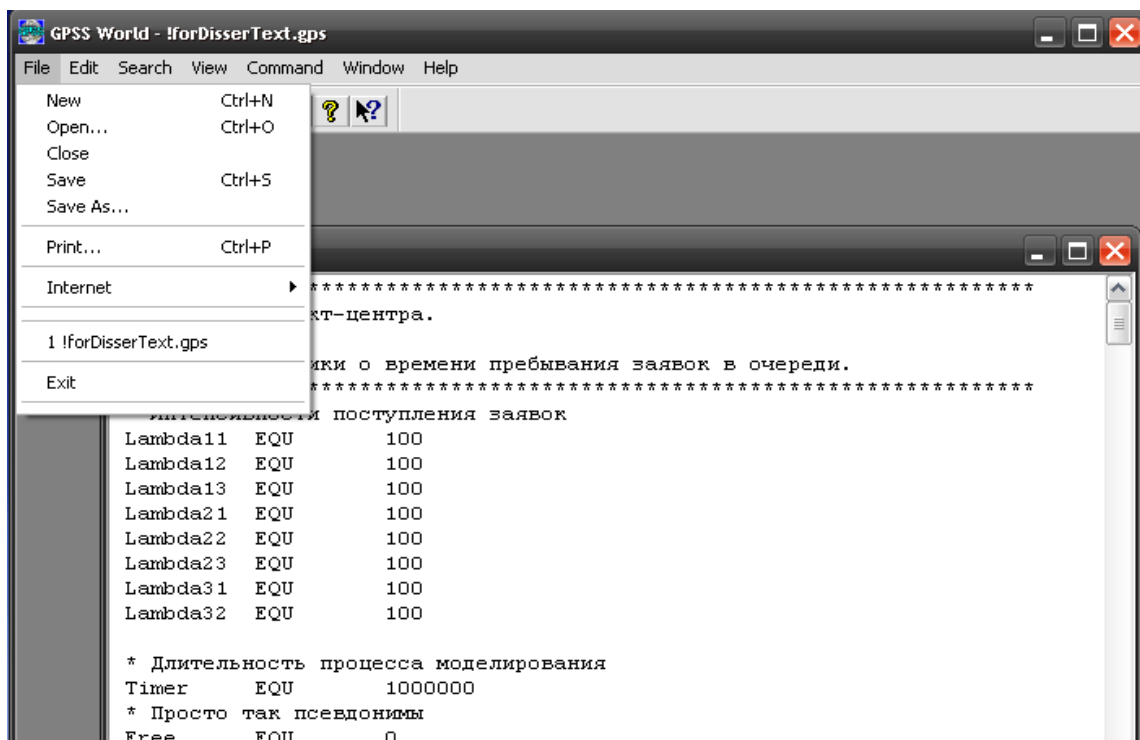 GPSS World - !forDisserText.gps
File Edit Search View Command Window Help
New Ctrl+N
Open... Ctrl+O
Close
Save Ctrl+S
Save As...
Print... Ctrl+P
Internet
1 !forDisserText.gps
Exit
*********************************************************
кт-центра.
ики о времени пребывания заявок в очереди.
*********************************************************
Интенсивности поступления заявок
Lambda11 EQU 100
Lambda12 EQU 100
Lambda13 EQU 100
Lambda21 EQU 100
Lambda22 EQU 100
Lambda23 EQU 100
Lambda31 EQU 100
Lambda32 EQU 100
* Длительность процесса моделирования
Timer EQU 1000000
* Просто так псевдонимы
Free EQU 0